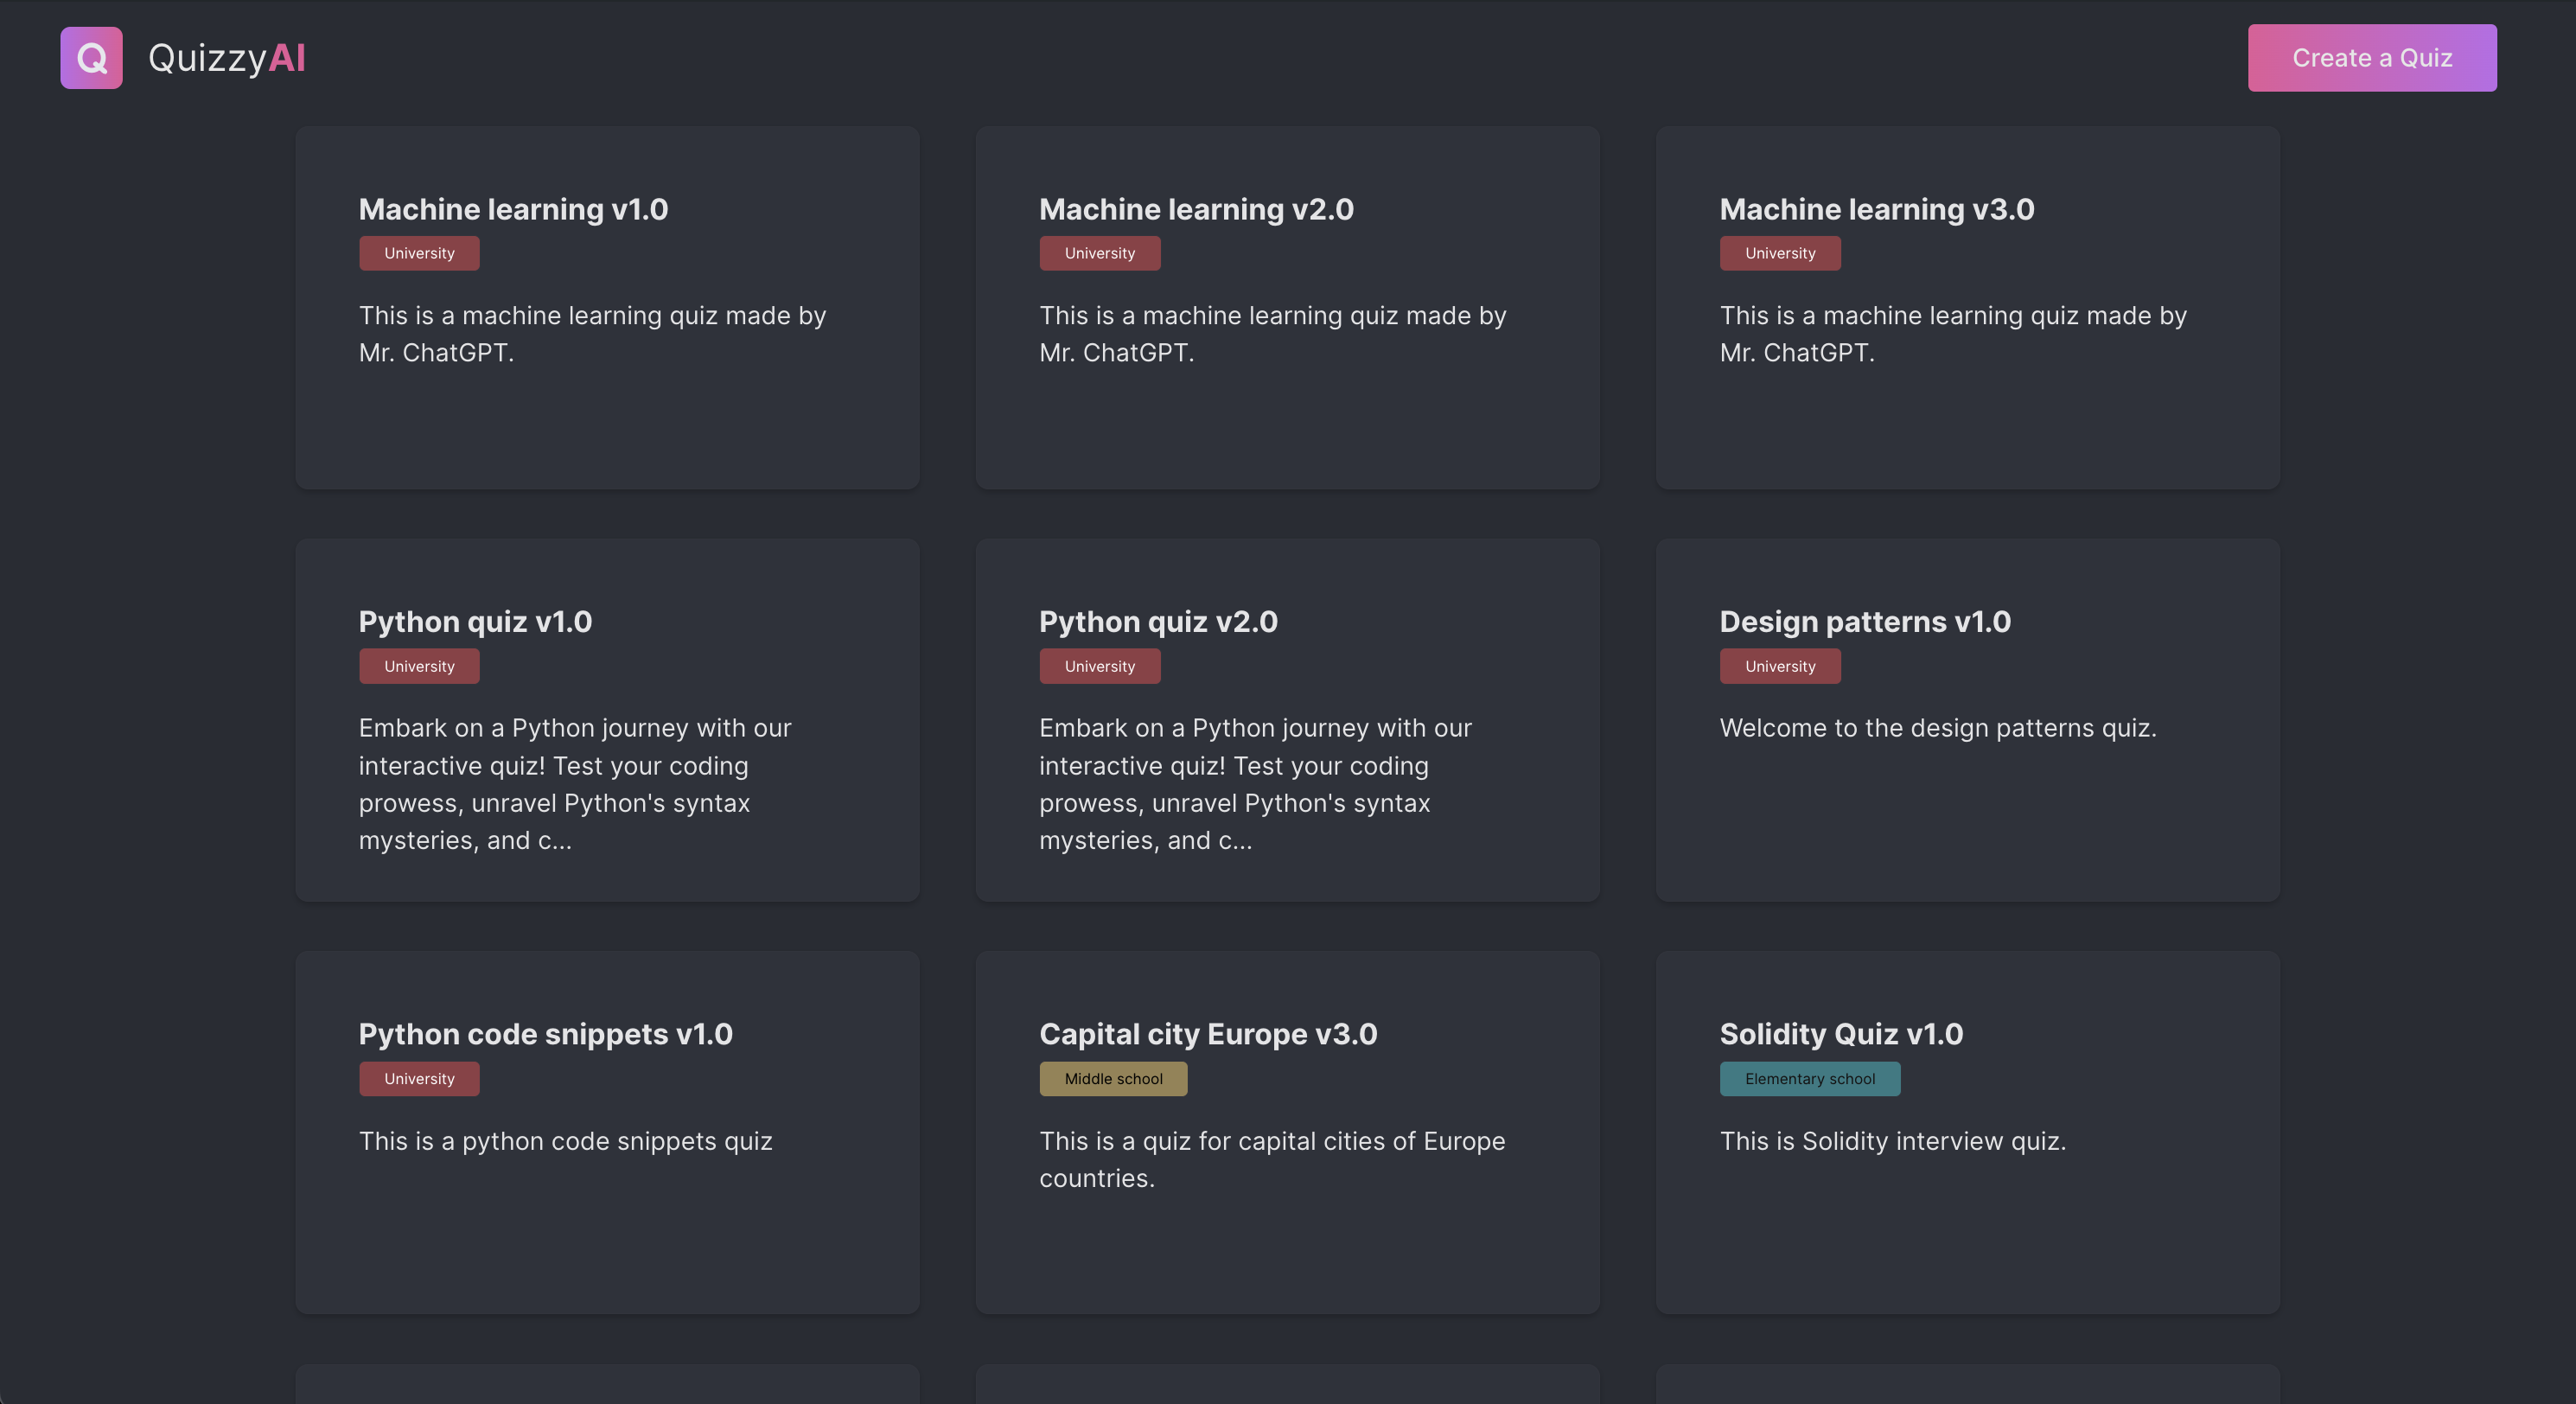 Q QuizzyAI
Create a Quiz
Machine learning v1.0
University
This is a machine learning quiz made by
Mr. ChatGPT.
Machine learning v2.0
University
This is a machine learning quiz made by
Mr. ChatGPT.
Machine learning v3.0
University
This is a machine learning quiz made by
Mr. ChatGPT.
Python quiz v1.0
University
Embark on a Python journey with our
interactive quiz! Test your coding
prowess, unravel Python's syntax
mysteries, and c...
Python quiz v2.0
University
Embark on a Python journey with our
interactive quiz! Test your coding
prowess, unravel Python's syntax
mysteries, and c...
Design patterns v1.0
University
Welcome to the design patterns quiz.
Python code snippets v1.0
University
This is a python code snippets quiz
Capital city Europe v3.0
Middle school
This is a quiz for capital cities of Europe
countries.
Solidity Quiz v1.0
Elementary school
This is Solidity interview quiz.